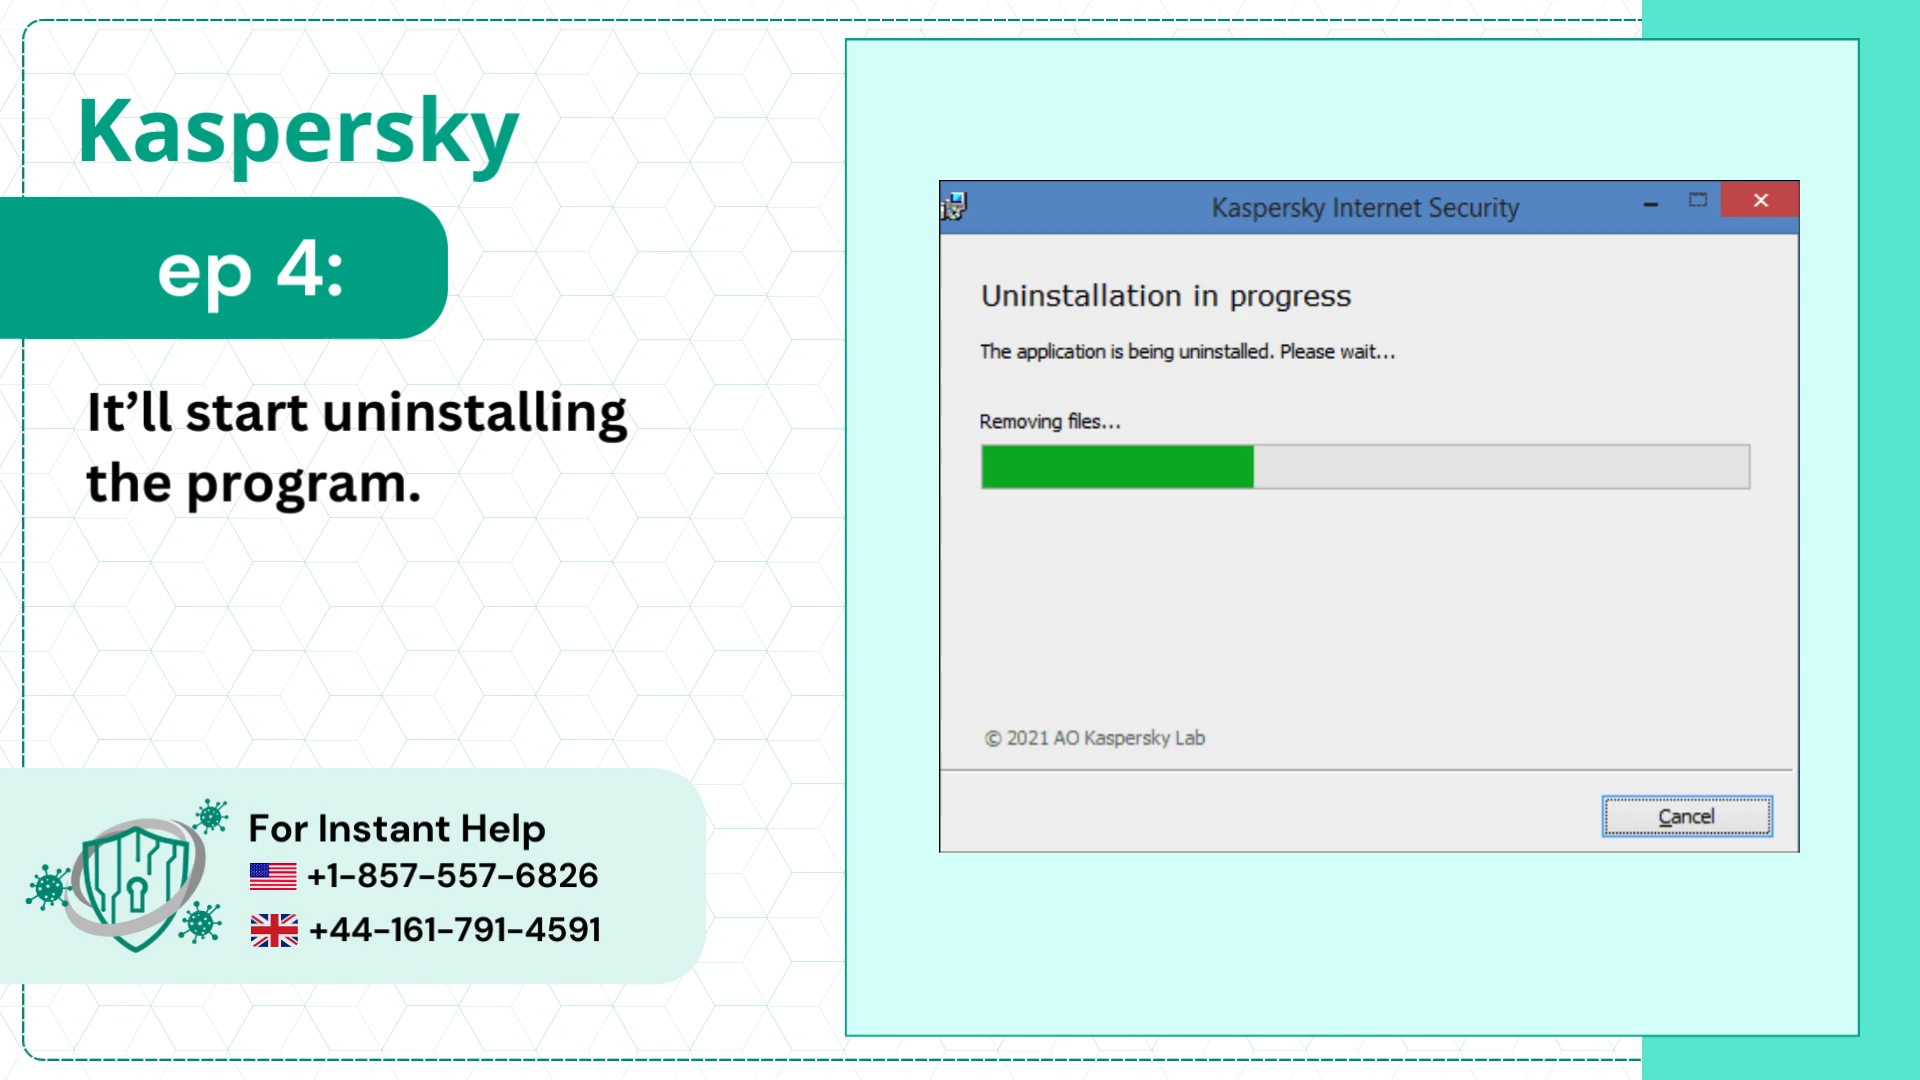 Kaspersky
ep 4:
It’ll start uninstalling
the program.
For Instant Help
+1-857-557-6826
+44-161-791-4591
Kaspersky Internet Security
Uninstallation in progress
The application is being uninstalled. Please wait...
Removing files...
© 2021 AO Kaspersky Lab
Cancel